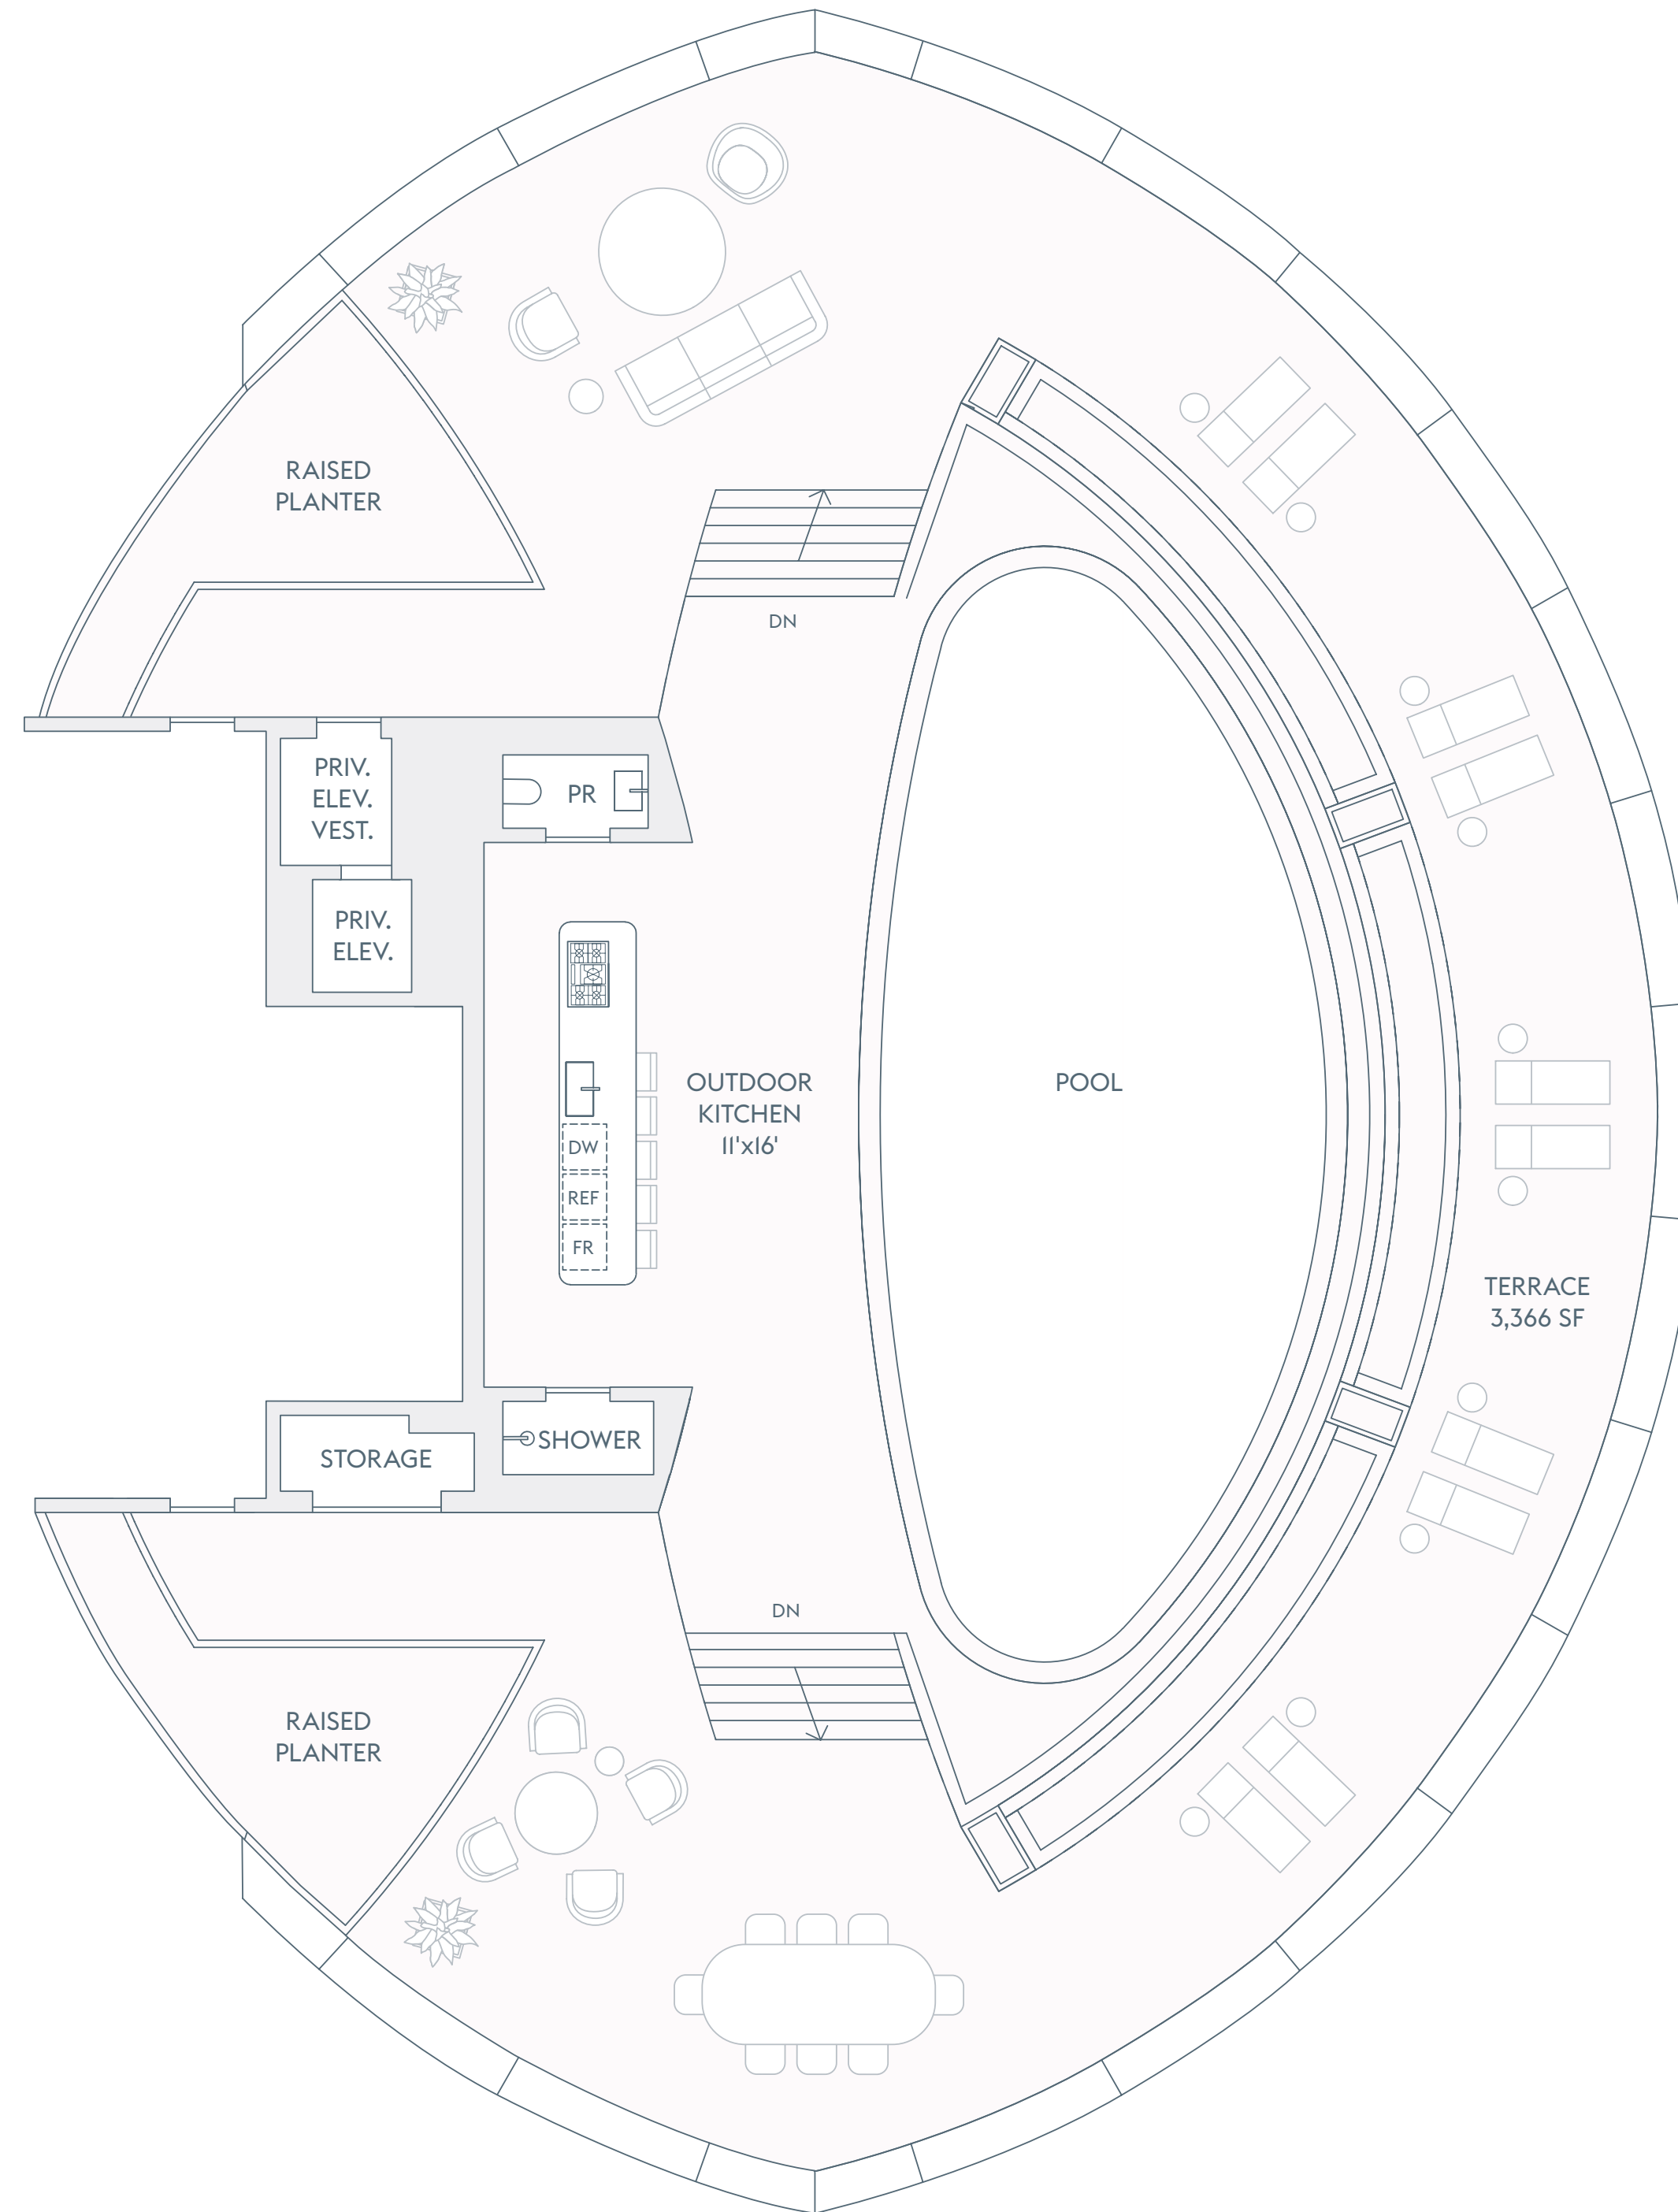 RAISED
PLANTER
DN
PRIV.
ELEV.
VEST.
PR
PRIV.
ELEV.
OUTDOOR
KITCHEN
11'x16'
POOL
DW
REF
FR
TERRACE
3,366 SF
SHOWER
STORAGE
DN
RAISED
PLANTER